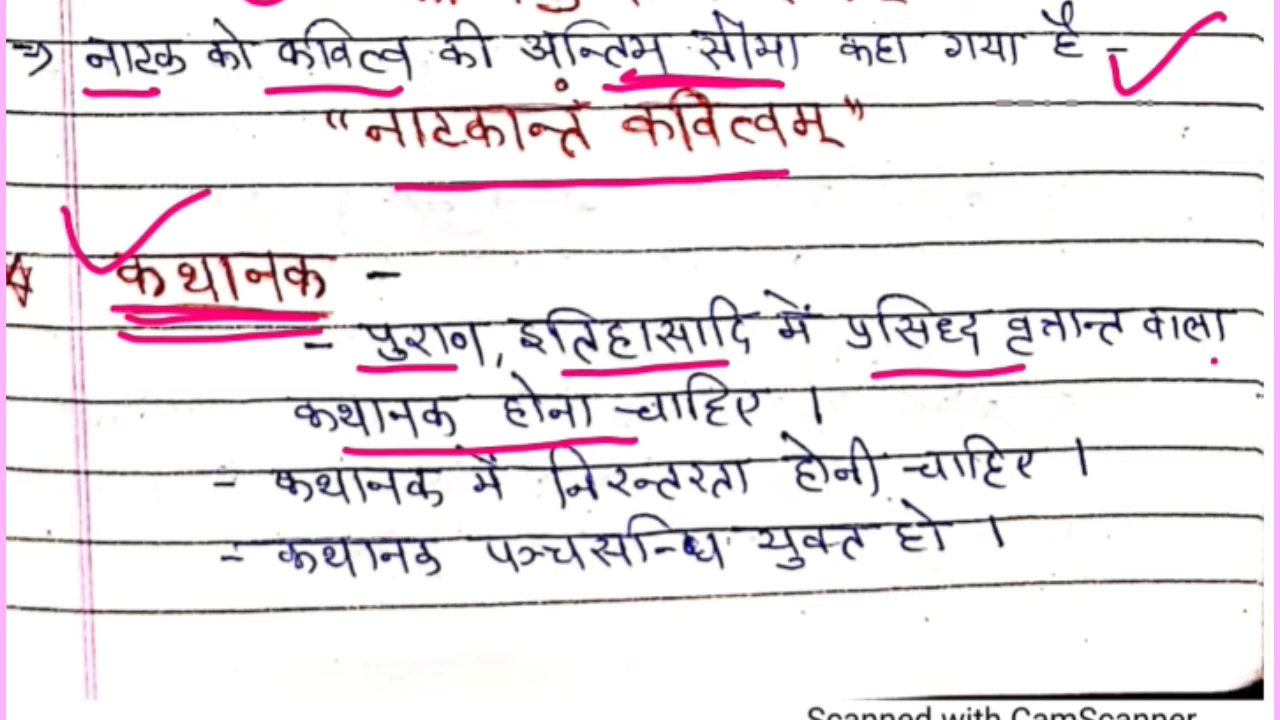 → नाटक को कवित्व की अन्तिम सीमा कहा गया है -
"नाटकान्तं कवित्वम्"
कथानक -
- पुराण, इतिहासादि में प्रसिध्द वृत्तान्त वाला
कथानक होना चाहिए ।
- कथानक में निरन्तरता होनी चाहिए ।
- कथानक पञ्चसन्धि युक्त हो ।
Scanned with CamScanner